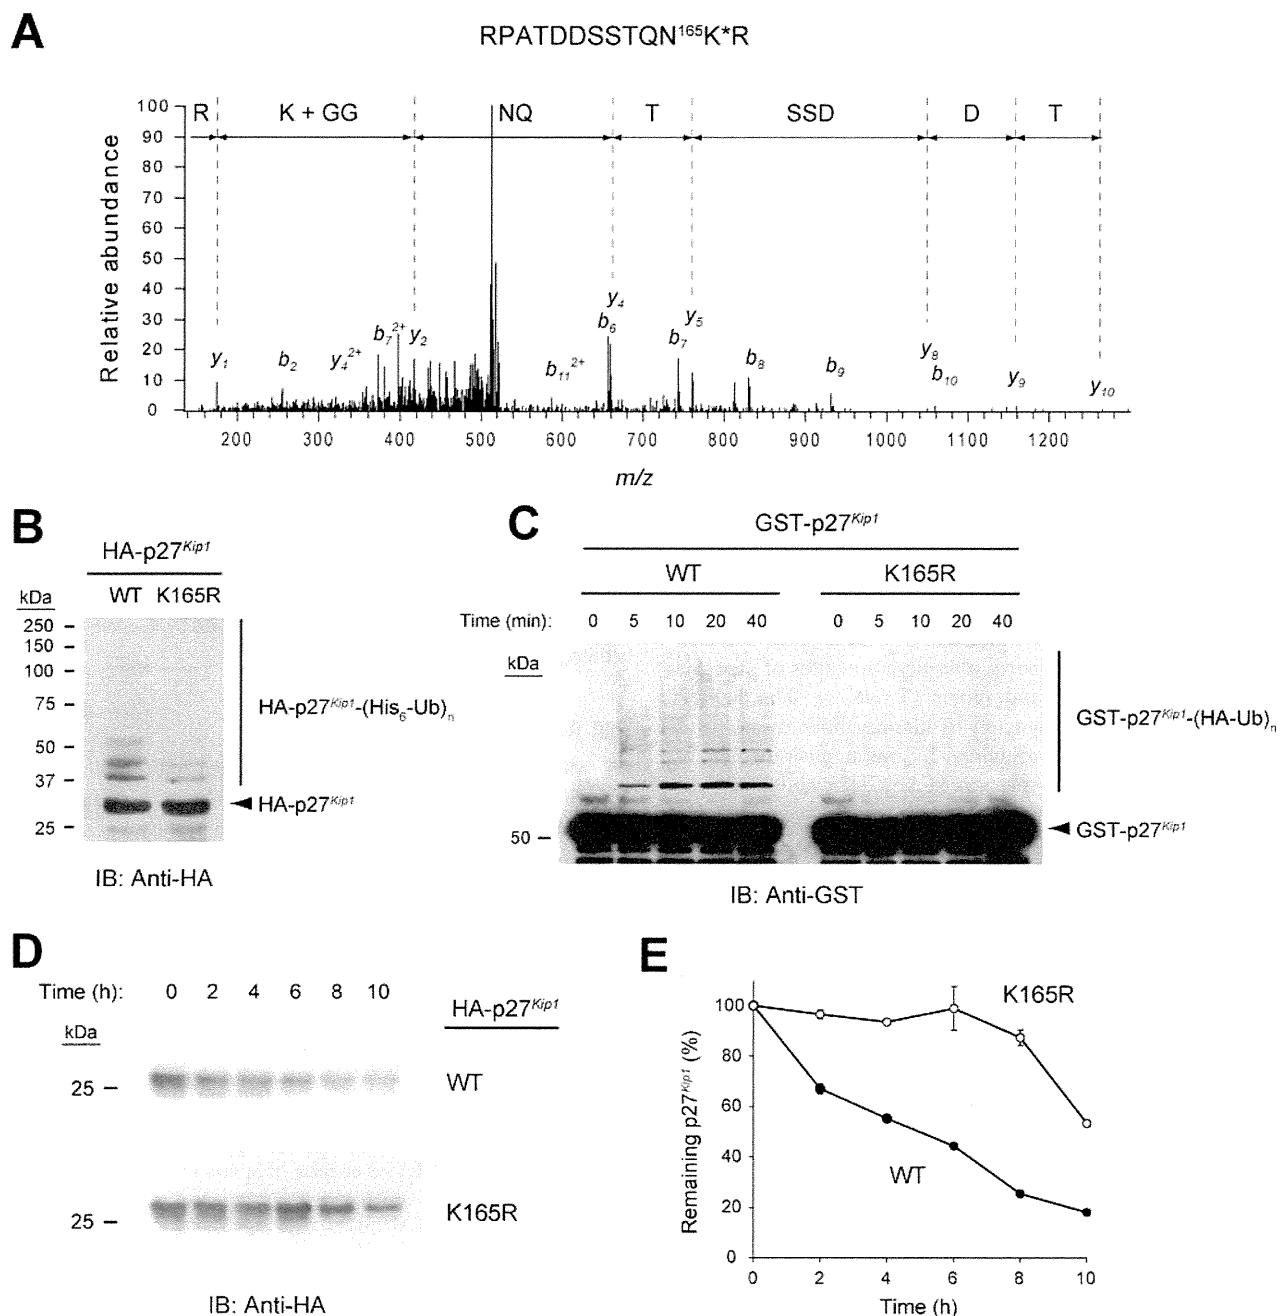 A
RPATDDSSTQN¹⁶⁵K*R
R K + GG NQ T SSD D T
Relative abundance
100
90
80
70
60
50
40
30
20
10
0
y₁ b₂ y₄²⁺ b₇²⁺ y₂ b₁₁²⁺ b₆ y₄ b₇ y₅ b₈ b₉ y₈ b₁₀ y₉ y₁₀
200 300 400 500 600 700 800 900 1000 1100 1200
m/z
B
HA-p27ᴷⁱᵖ¹
kDa WT K165R
250
150
100
75
50
37
25
HA-p27ᴷⁱᵖ¹-(His₆-Ub)ₙ
HA-p27ᴷⁱᵖ¹
IB: Anti-HA
C
GST-p27ᴷⁱᵖ¹
WT K165R
Time (min): 0 5 10 20 40 0 5 10 20 40
kDa
50
GST-p27ᴷⁱᵖ¹-(HA-Ub)ₙ
GST-p27ᴷⁱᵖ¹
IB: Anti-GST
D
Time (h): 0 2 4 6 8 10
HA-p27ᴷⁱᵖ¹
kDa
25
WT
25
K165R
IB: Anti-HA
E
Remaining p27ᴷⁱᵖ¹ (%)
100
80
60
40
20
0
K165R
WT
0 2 4 6 8 10
Time (h)